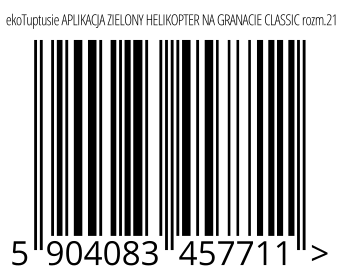 ekoTuptusie APLIKACJA ZIELONY HELIKOPTER NA GRANACIE CLASSIC rozm.21
5 904083 457711 >